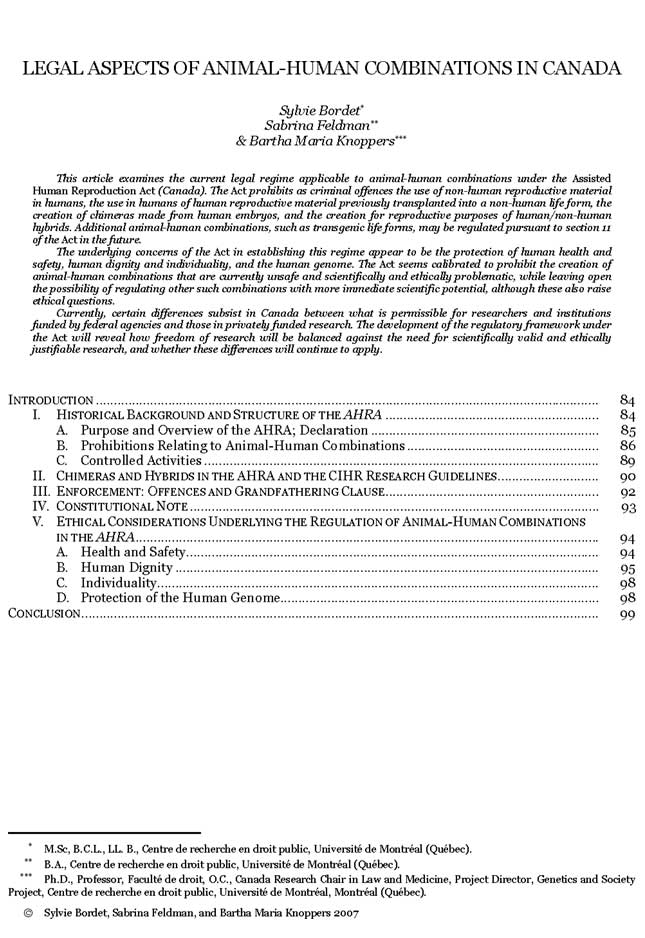 LEGAL ASPECTS OF ANIMAL-HUMAN COMBINATIONS IN CANADA
Sylvie Bordet*
Sabrina Feldman**
& Bartha Maria Knoppers***
This article examines the current legal regime applicable to animal-human combinations under the Assisted
Human Reproduction Act (Canada). The Act prohibits as criminal offences the use of non-human reproductive material
in humans, the use in humans of human reproductive material previously transplanted into a non-human life form, the
creation of chimeras made from human embryos, and the creation for reproductive purposes of human/non-human
hybrids. Additional animal-human combinations, such as transgenic life forms, may be regulated pursuant to section 11
of the Act in the future.
The underlying concerns of the Act in establishing this regime appear to be the protection of human health and
safety, human dignity and individuality, and the human genome. The Act seems calibrated to prohibit the creation of
animal-human combinations that are currently unsafe and scientifically and ethically problematic, while leaving open
the possibility of regulating other such combinations with more immediate scientific potential, although these also raise
ethical questions.
Currently, certain differences subsist in Canada between what is permissible for researchers and institutions
funded by federal agencies and those in privately funded research. The development of the regulatory framework under
the Act will reveal how freedom of research will be balanced against the need for scientifically valid and ethically
justifiable research, and whether these differences will continue to apply.
INTRODUCTION ........ 84
I. HISTORICAL BACKGROUND AND STRUCTURE OF THE AHRA ........ 84
A. Purpose and Overview of the AHRA; Declaration ........ 85
B. Prohibitions Relating to Animal-Human Combinations ........ 86
C. Controlled Activities ........ 89
II. CHIMERAS AND HYBRIDS IN THE AHRA AND THE CIHR RESEARCH GUIDELINES........ 90
III. ENFORCEMENT: OFFENCES AND GRANDFATHERING CLAUSE........ 92
IV. CONSTITUTIONAL NOTE ........ 93
V. ETHICAL CONSIDERATIONS UNDERLYING THE REGULATION OF ANIMAL-HUMAN COMBINATIONS
IN THE AHRA........ 94
A. Health and Safety........ 94
B. Human Dignity ........ 95
C. Individuality........ 98
D. Protection of the Human Genome........ 98
CONCLUSION........ 99
* M.Sc, B.C.L., LL. B., Centre de recherche en droit public, Université de Montréal (Québec).
** B.A., Centre de recherche en droit public, Université de Montréal (Québec).
*** Ph.D., Professor, Faculté de droit, O.C., Canada Research Chair in Law and Medicine, Project Director, Genetics and Society
Project, Centre de recherche en droit public, Université de Montréal, Montréal (Québec).
© Sylvie Bordet, Sabrina Feldman, and Bartha Maria Knoppers 2007